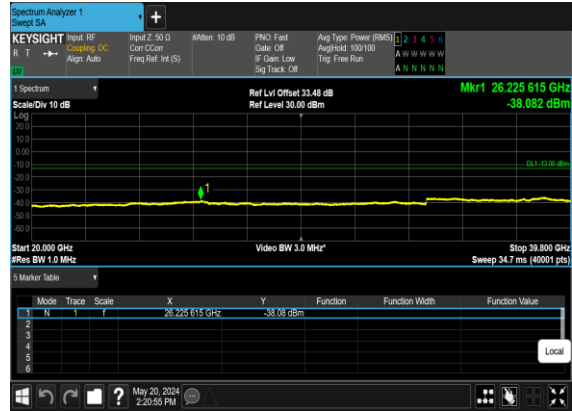 Spectrum Analyzer 1
Swept SA
+
KEYSIGHT Input: RF Input Z: 50 Ω #Atten: 10 dB PNO: Fast Avg Type: Power (RMS) 1 2 3 4 5 6
R T Coupling: DC Corr CCorr Gate: Off Avg|Hold: 100/100 A W W W W W
Align: Auto Freq Ref: Int (S) IF Gain: Low Trig: Free Run
Sig Track: Off A N N N N N
1 Spectrum Ref Lvl Offset 33.48 dB Mkr1 26.225 615 GHz
Scale/Div 10 dB Ref Level 30.00 dBm -38.082 dBm
Log
20.0
10.0
0.00
-10.0 DL1 -13.00 dBm
-20.0
-30.0 1
-40.0
-50.0
-60.0
Start 20.000 GHz Video BW 3.0 MHz* Stop 39.800 GHz
#Res BW 1.0 MHz Sweep 34.7 ms (40001 pts)
5 Marker Table
Mode Trace Scale X Y Function Function Width Function Value
1 N 1 f 26.225 615 GHz -38.08 dBm
2
3
4
5
6
Local
? May 20, 2024
2:20:55 PM